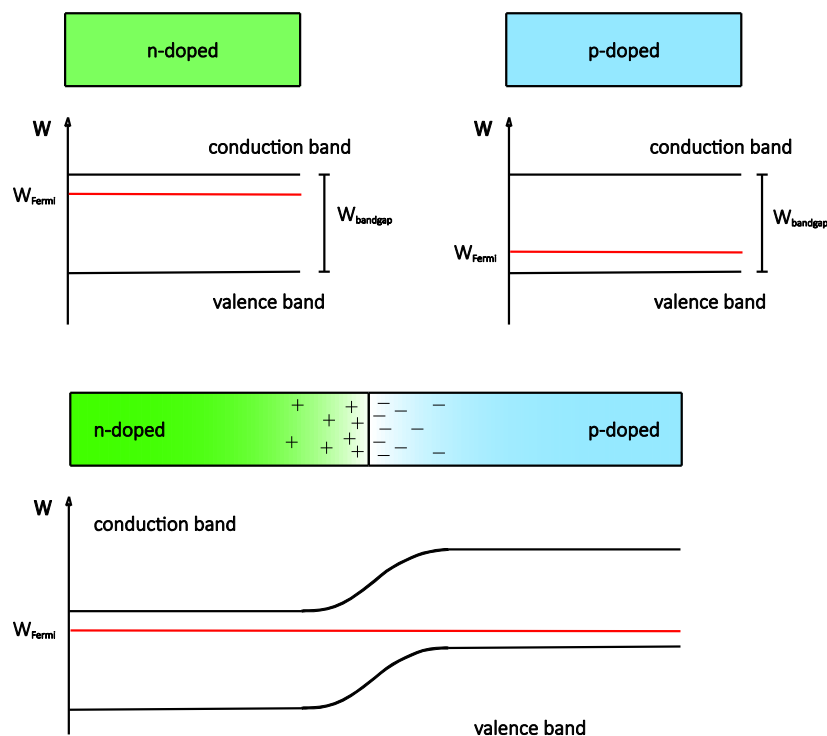 n-doped
p-doped
W
conduction band
W
conduction band
WFermi
Wbandgap
Wbandgap
WFermi
valence band
valence band
n-doped
+ + + + + + + +
− − − − − − − − − −
p-doped
W
conduction band
WFermi
valence band